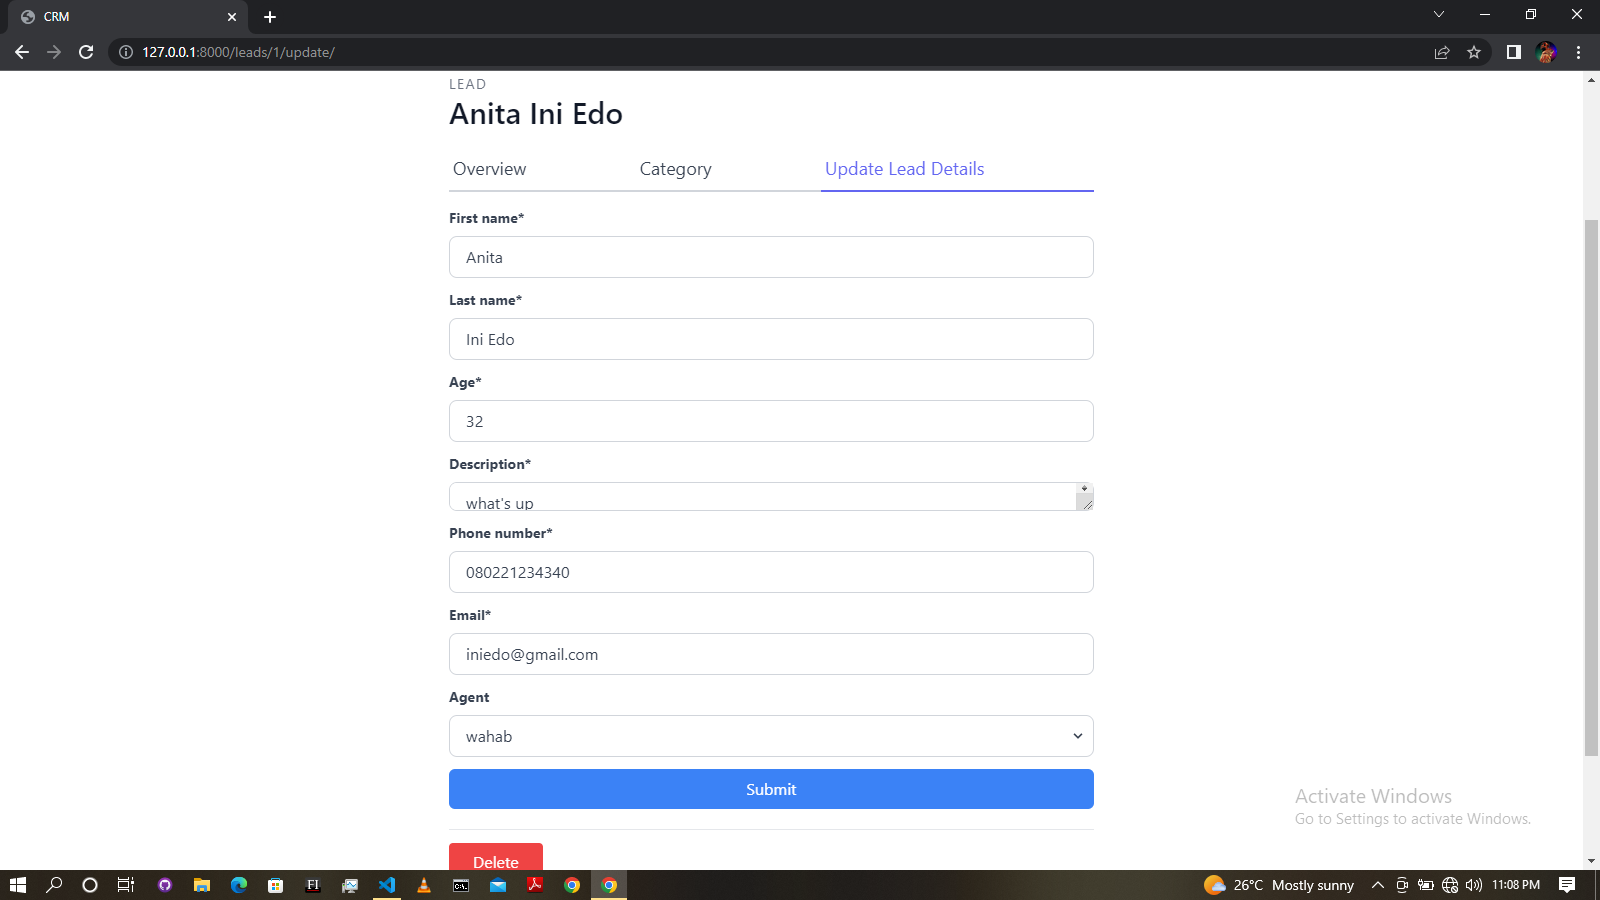 CRM
127.0.0.1:8000/leads/1/update/
LEAD
Anita Ini Edo
Overview Category Update Lead Details
First name*
Anita
Last name*
Ini Edo
Age*
32
Description*
what's up
Phone number*
080221234340
Email*
iniedo@gmail.com
Agent
wahab
Submit
Activate Windows
Go to Settings to activate Windows.
Delete
FI
26°C Mostly sunny 11:08 PM